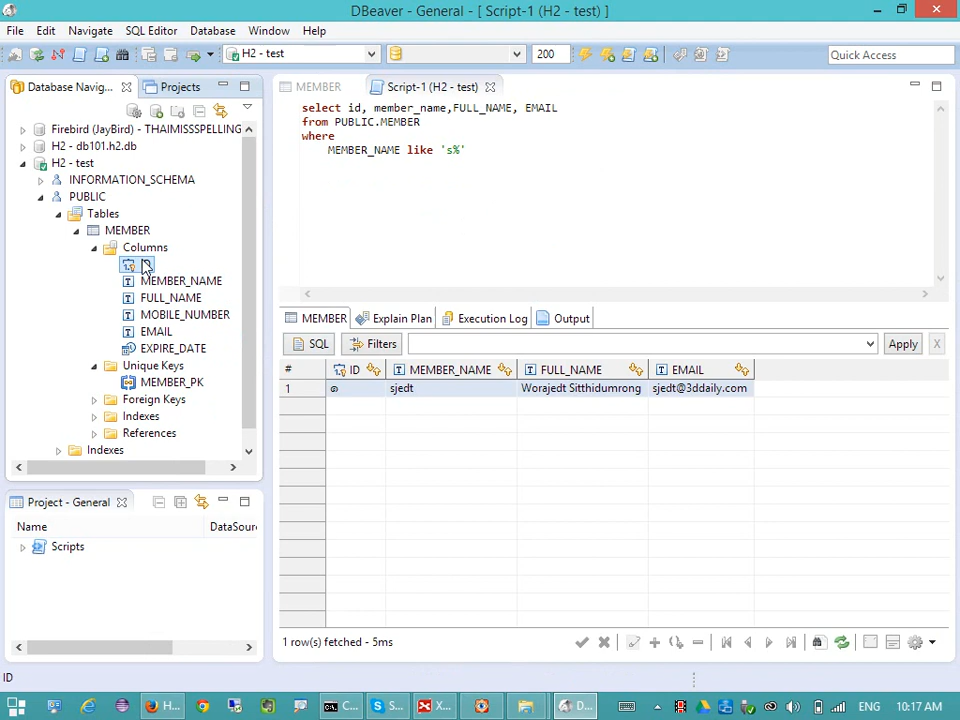 DBeaver - General - [ Script-1 (H2 - test) ]
File Edit Navigate SQL Editor Database Window Help
H2 - test
200
Quick Access
Database Navig...
Projects
Firebird (JayBird) - THAIMISSSPELLING
H2 - db101.h2.db
H2 - test
INFORMATION_SCHEMA
PUBLIC
Tables
MEMBER
Columns
MEMBER_NAME
FULL_NAME
MOBILE_NUMBER
EMAIL
EXPIRE_DATE
Unique Keys
MEMBER_PK
Foreign Keys
Indexes
References
Indexes
Project - General
Name DataSour
Scripts
MEMBER
Script-1 (H2 - test)
select id, member_name,FULL_NAME, EMAIL
from PUBLIC.MEMBER
where
MEMBER_NAME like 's%'
MEMBER Explain Plan Execution Log Output
SQL Filters Apply X
# ID MEMBER_NAME FULL_NAME EMAIL
1 ๑ sjedt Worajedt Sitthidumrong sjedt@3ddaily.com
1 row(s) fetched - 5ms
ID
H... C... S... X... D... ENG 10:17 AM